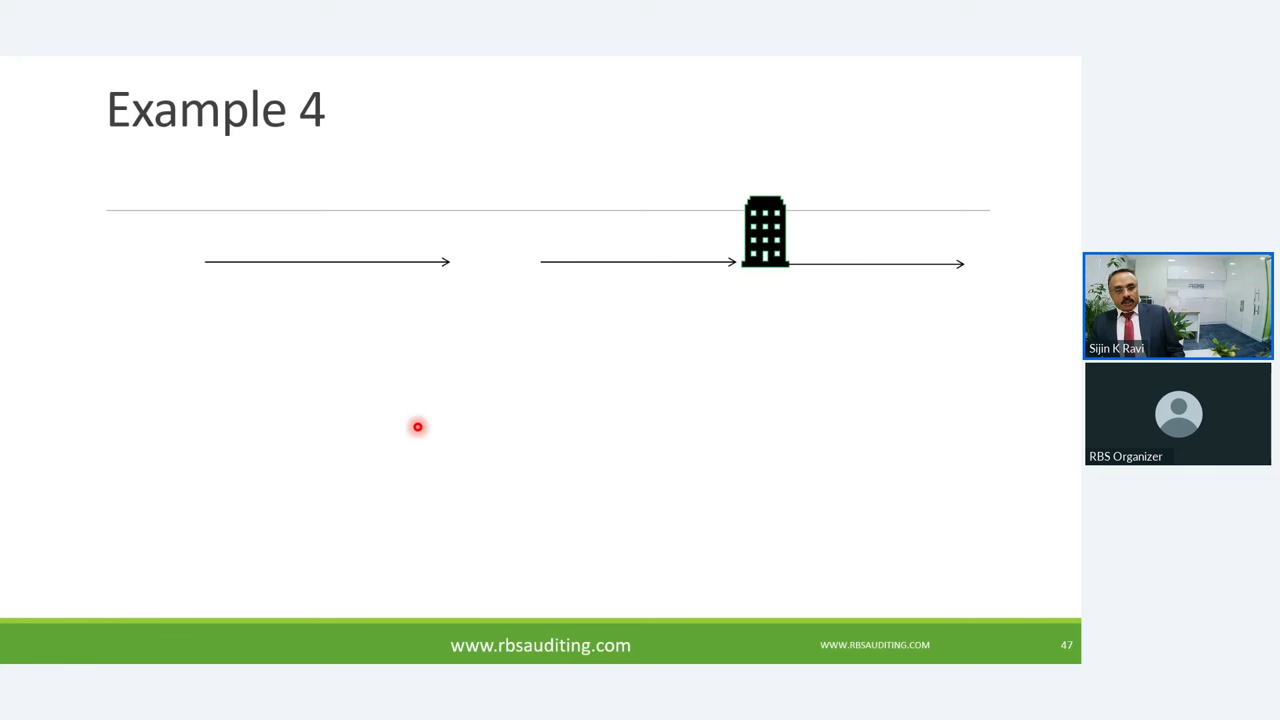 Example 4
Sijin K Ravi
RBS Organizer
www.rbsauditing.com
WWW.RBSAUDITING.COM
47